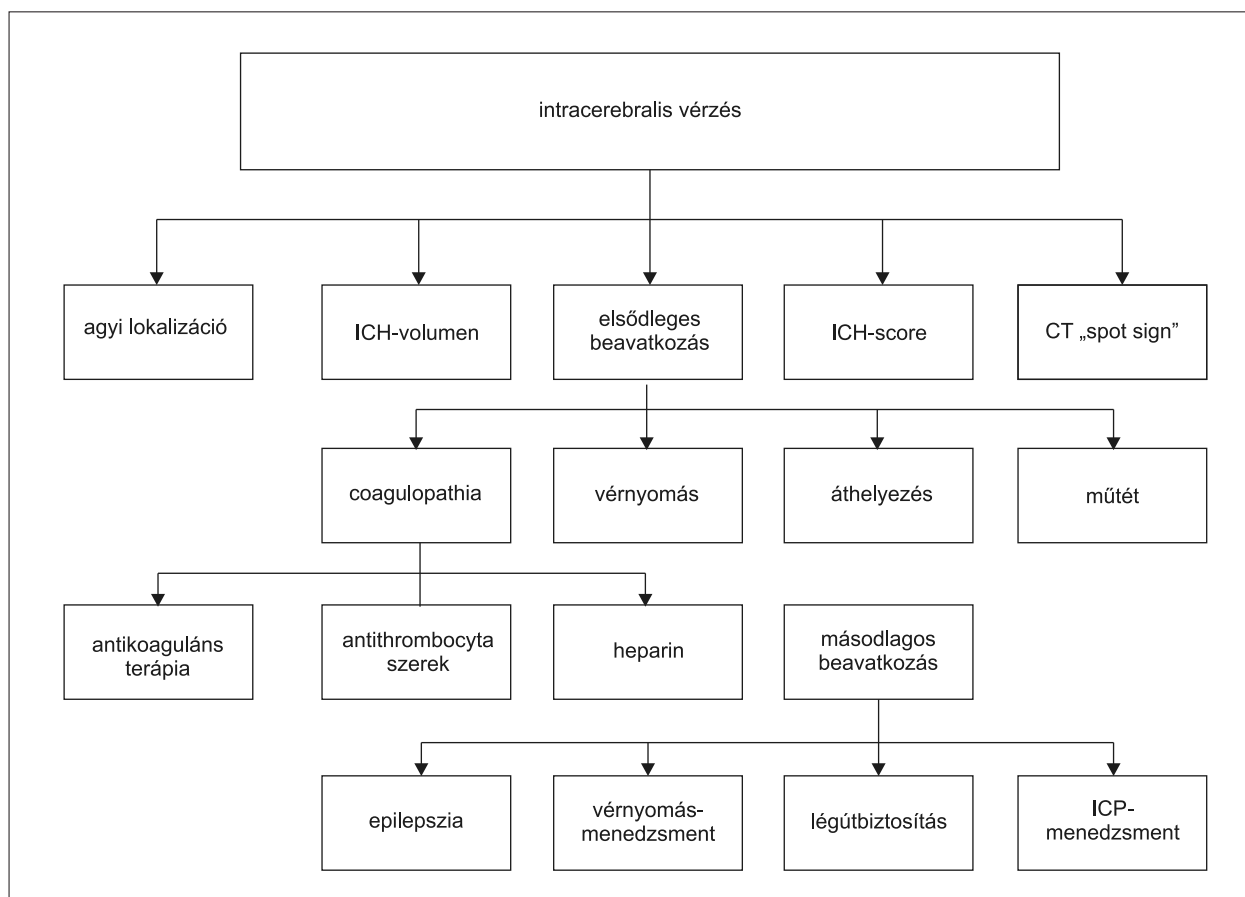 intracerebralis vérzés
agyi lokalizáció
ICH-volumen
elsődleges
beavatkozás
ICH-score
CT „spot sign”
coagulopathia
vérnyomás
áthelyezés
műtét
antikoaguláns
terápia
antithrombocyta
szerek
heparin
másodlagos
beavatkozás
epilepszia
vérnyomás-
menedzsment
légútbiztosítás
ICP-
menedzsment